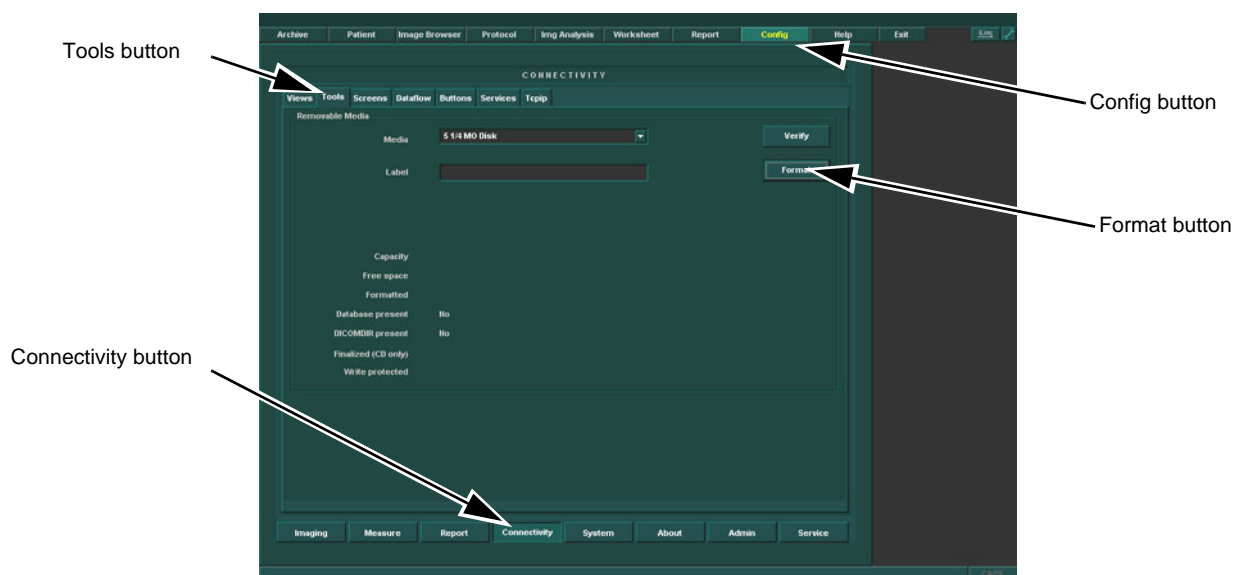 Archive Patient Image Browser Protocol Img Analysis Worksheet Report Config Help Exit
Tools button
CONNECTIVITY
Views Tools Screens Dataflow Buttons Services Tcpip
Config button
Removable Media
Media 5 1/4 MO Disk Verify
Label Format
Format button
Capacity
Free space
Formatted
Database present No
DICOMDIR present No
Connectivity button
Finalized (CD only)
Write protected
Imaging Measure Report Connectivity System About Admin Service
CAPS